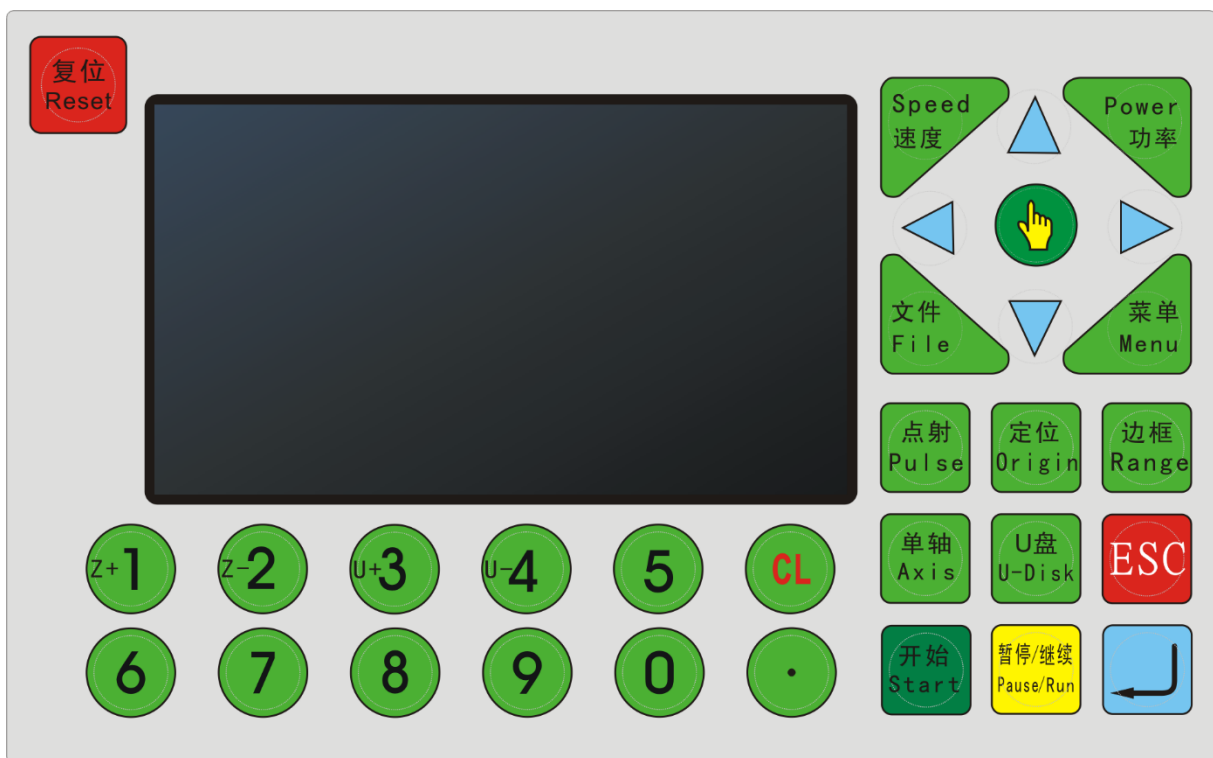 复位
Reset
Speed
速度
Power
功率
文件
File
菜单
Menu
点射
Pulse
定位
Origin
边框
Range
单轴
Axis
U盘
U-Disk
ESC
开始
Start
暂停/继续
Pause/Run
Z+1
Z-2
U+3
U-4
5
CL
6
7
8
9
0
.